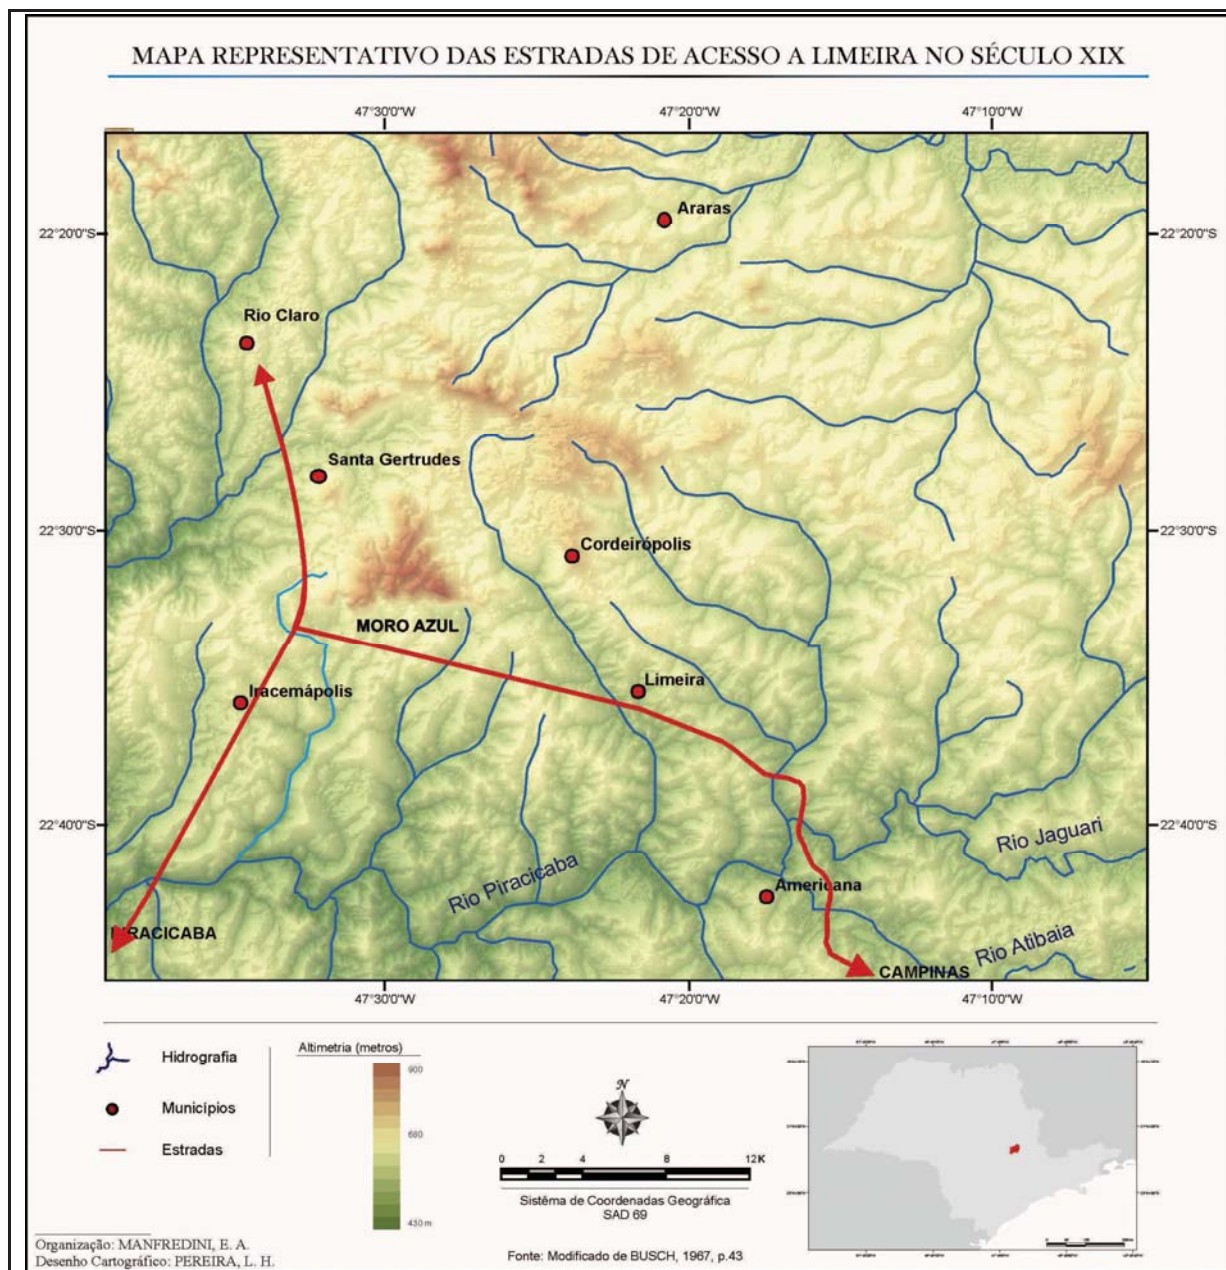 MAPA REPRESENTATIVO DAS ESTRADAS DE ACESSO A LIMEIRA NO SÉCULO XIX
47°30'0"W 47°20'0"W 47°10'0"W
Araras
22°20'0"S 22°20'0"S
Rio Claro
Santa Gertrudes
22°30'0"S 22°30'0"S
Cordeirópolis
MORO AZUL
Limeira
Iracemápolis
22°40'0"S 22°40'0"S
Rio Jaguari
Rio Piracicaba
Americana
PIRACICABA
Rio Atibaia
CAMPINAS
47°30'0"W 47°20'0"W 47°10'0"W
Hidrografia
Municípios
Estradas
Altimetria (metros)
900
680
430 m
N
0 2 4 8 12K
Sistêma de Coordenadas Geográfica
SAD 69
Fonte: Modificado de BUSCH, 1967, p.43
Organização: MANFREDINI, E. A.
Desenho Cartográfico: PEREIRA, L. H.